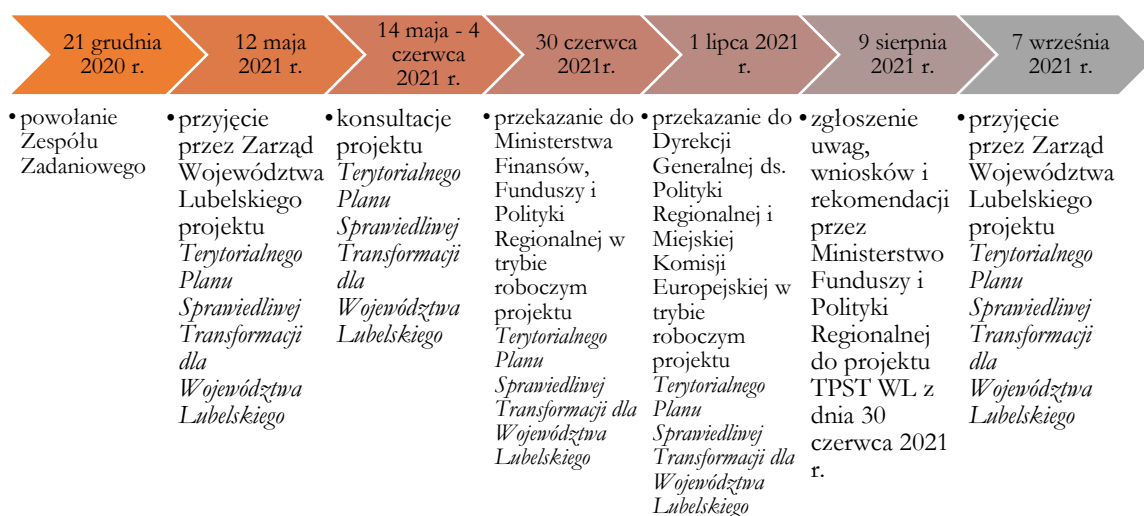 21 grudnia
2020 r.
12 maja
2021 r.
14 maja - 4
czerwca
2021 r.
30 czerwca
2021r.
1 lipca 2021
r.
9 sierpnia
2021 r.
7 września
2021 r.
•powołanie
Zespołu
Zadaniowego
•przyjęcie
przez Zarząd
Województwa
Lubelskiego
projektu
Terytorialnego
Planu
Sprawiedliwej
Transformacji
dla
Województwa
Lubelskiego
•konsultacje
projektu
Terytorialnego
Planu
Sprawiedliwej
Transformacji
dla
Województwa
Lubelskiego
•przekazanie do
Ministerstwa
Finansów,
Funduszy i
Polityki
Regionalnej w
trybie
roboczym
projektu
Terytorialnego
Planu
Sprawiedliwej
Transformacji dla
Województwa
Lubelskiego
•przekazanie do
Dyrekcji
Generalnej ds.
Polityki
Regionalnej i
Miejskiej
Komisji
Europejskiej w
trybie
roboczym
projektu
Terytorialnego
Planu
Sprawiedliwej
Transformacji dla
Województwa
Lubelskiego
•zgłoszenie
uwag,
wniosków i
rekomendacji
przez
Ministerstwo
Funduszy i
Polityki
Regionalnej
do projektu
TPST WL z
dnia 30
czerwca 2021
r.
•przyjęcie
przez Zarząd
Województwa
Lubelskiego
projektu
Terytorialnego
Planu
Sprawiedliwej
Transformacji
dla
Województwa
Lubelskiego